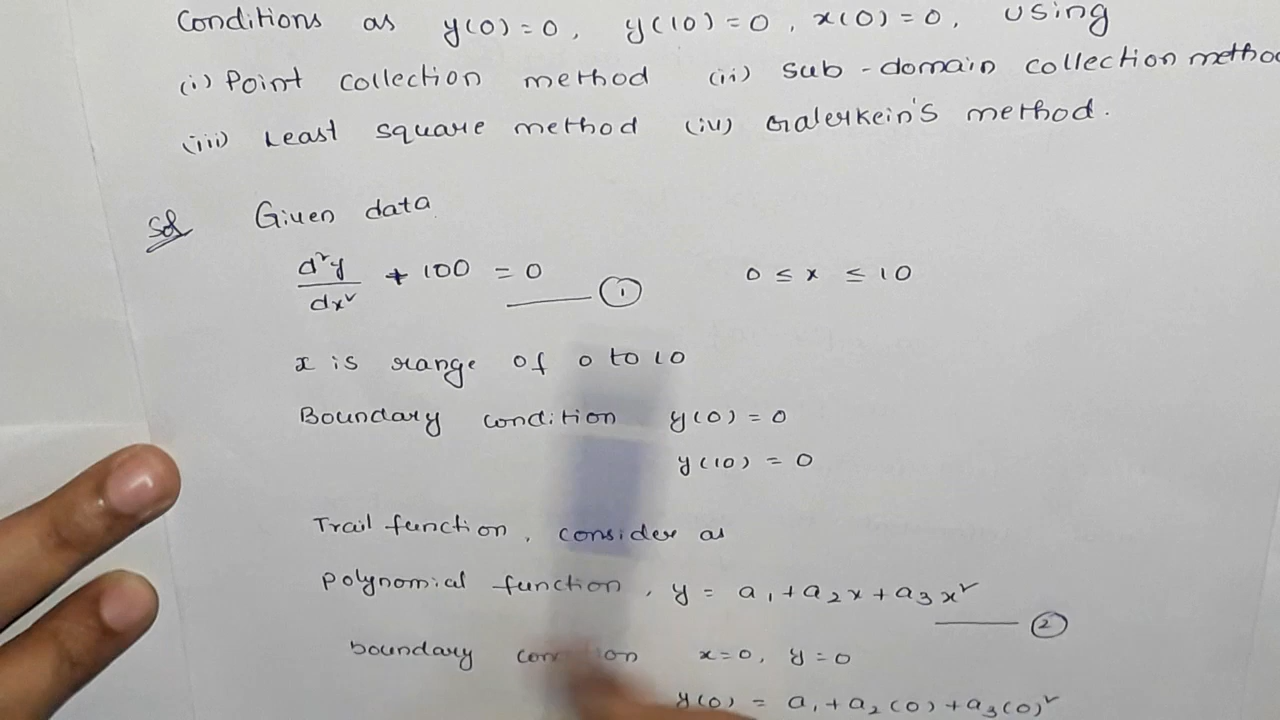 Conditions as y(0)=0, y(10)=0, x(0)=0, using
(i) Point collection method (ii) sub-domain collection metho
(iii) Least square method (iv) Galerkein's method.
Sol Given data
d²y/dx² + 100 = 0 ① 0 ≤ x ≤ 10
x is range of 0 to 10
Boundary condition y(0) = 0
y(10) = 0
Trail function, consider as
polynomial function, y = a₁+a₂x+a₃x² ②
boundary x=0, y=0
y(0) = a₁+a₂(0)+a₃(0)²